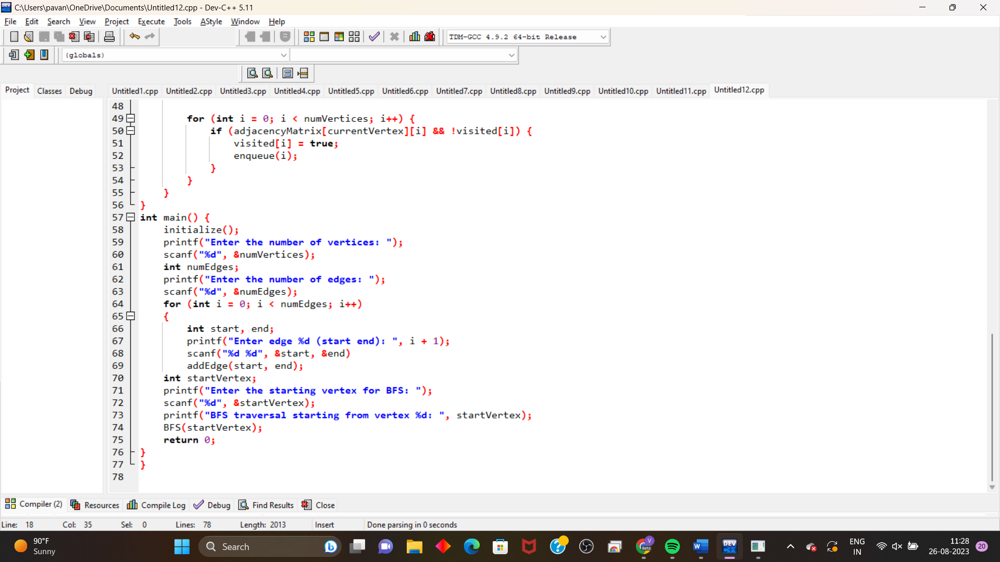 C:\Users\pavan\OneDrive\Documents\Untitled12.cpp - Dev-C++ 5.11
File Edit Search View Project Execute Tools AStyle Window Help
TDM-GCC 4.9.2 64-bit Release
(globals)
Project Classes Debug
Untitled1.cpp Untitled2.cpp Untitled3.cpp Untitled4.cpp Untitled5.cpp Untitled6.cpp Untitled7.cpp Untitled8.cpp Untitled9.cpp Untitled10.cpp Untitled11.cpp Untitled12.cpp
48
49 for (int i = 0; i < numVertices; i++) {
50 if (adjacencyMatrix[currentVertex][i] && !visited[i]) {
51 visited[i] = true;
52 enqueue(i);
53 }
54 }
55 }
56 }
57 int main() {
58 initialize();
59 printf("Enter the number of vertices: ");
60 scanf("%d", &numVertices);
61 int numEdges;
62 printf("Enter the number of edges: ");
63 scanf("%d", &numEdges);
64 for (int i = 0; i < numEdges; i++)
65 {
66 int start, end;
67 printf("Enter edge %d (start end): ", i + 1);
68 scanf("%d %d", &start, &end)
69 addEdge(start, end);
70 int startVertex;
71 printf("Enter the starting vertex for BFS: ");
72 scanf("%d", &startVertex);
73 printf("BFS traversal starting from vertex %d: ", startVertex);
74 BFS(startVertex);
75 return 0;
76 }
77 }
78
Compiler (2) Resources Compile Log Debug Find Results Close
Line: 18 Col: 35 Sel: 0 Lines: 78 Length: 2013 Insert Done parsing in 0 seconds
90°F
Sunny
Search
V
Beta
DEV
C++
ENG
IN
11:28
26-08-2023
20